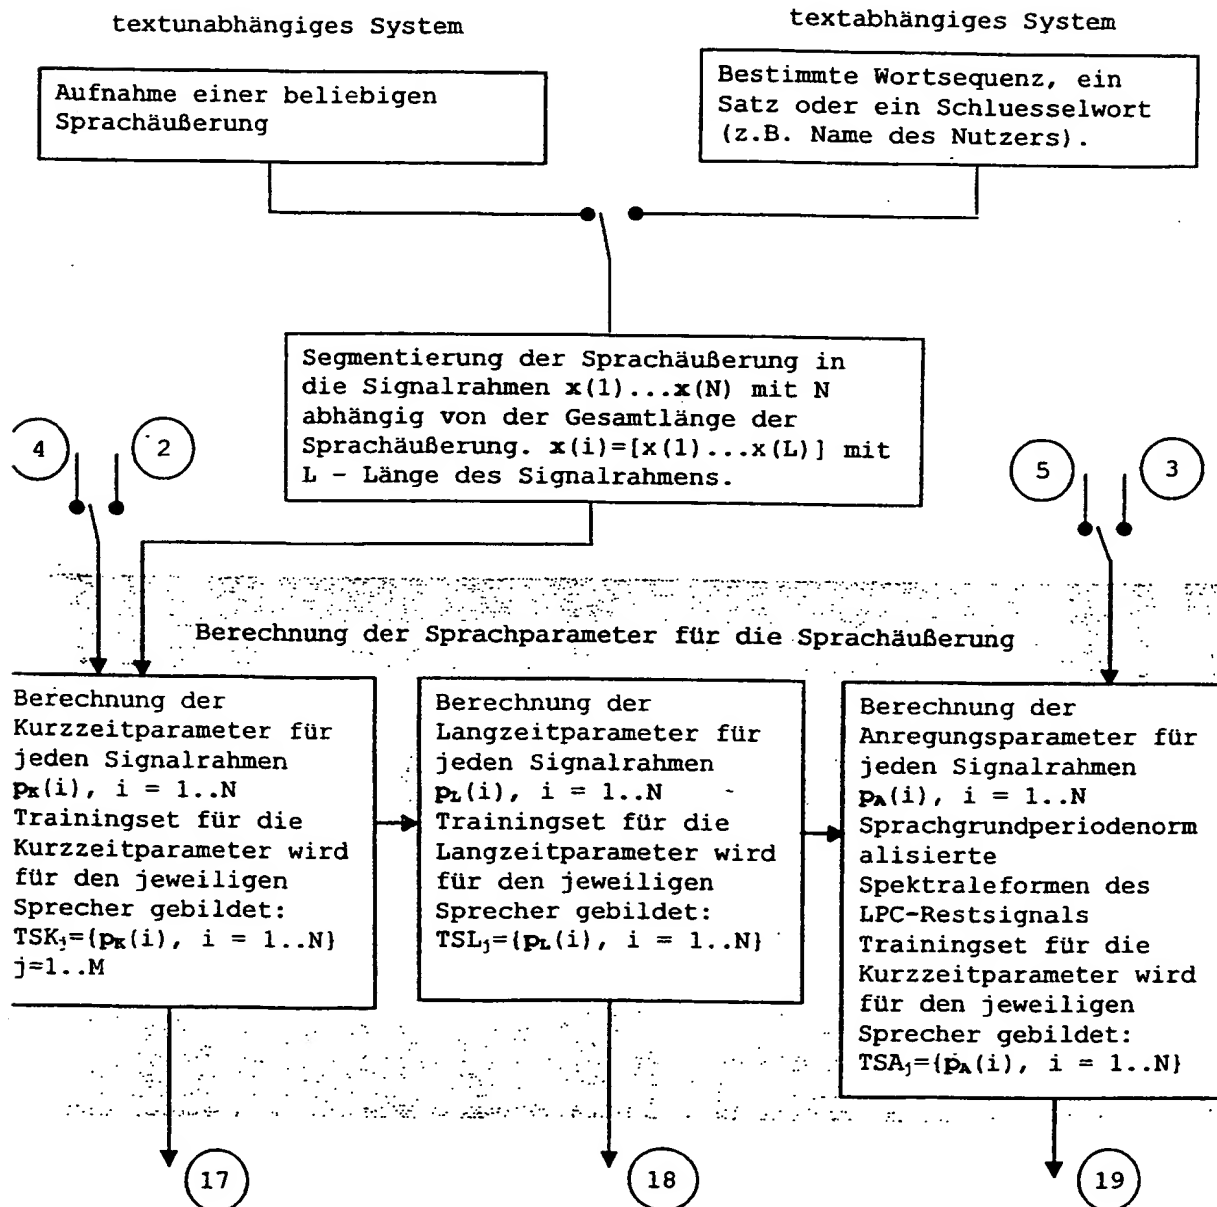 textunabhängiges System
textabhängiges System
Aufnahme einer beliebigen
Sprachäußerung
Bestimmte Wortsequenz, ein
Satz oder ein Schluesselwort
(z.B. Name des Nutzers).
Segmentierung der Sprachäußerung in
die Signalrahmen x(1)...x(N) mit N
abhängig von der Gesamtlänge der
Sprachäußerung. x(i)=[x(1)...x(L)] mit
L – Länge des Signalrahmens.
4
2
5
3
Berechnung der Sprachparameter für die Sprachäußerung
Berechnung der
Kurzzeitparameter für
jeden Signalrahmen
pK(i), i = 1..N
Trainingset für die
Kurzzeitparameter wird
für den jeweiligen
Sprecher gebildet:
TSKj={pK(i), i = 1..N}
j=1..M
Berechnung der
Langzeitparameter für
jeden Signalrahmen
pL(i), i = 1..N
Trainingset für die
Langzeitparameter wird
für den jeweiligen
Sprecher gebildet:
TSLj={pL(i), i = 1..N}
Berechnung der
Anregungsparameter für
jeden Signalrahmen
pA(i), i = 1..N
Sprachgrundperiodenorm
alisierte
Spektraleformen des
LPC-Restsignals
Trainingset für die
Kurzzeitparameter wird
für den jeweiligen
Sprecher gebildet:
TSAj={pA(i), i = 1..N}
17
18
19